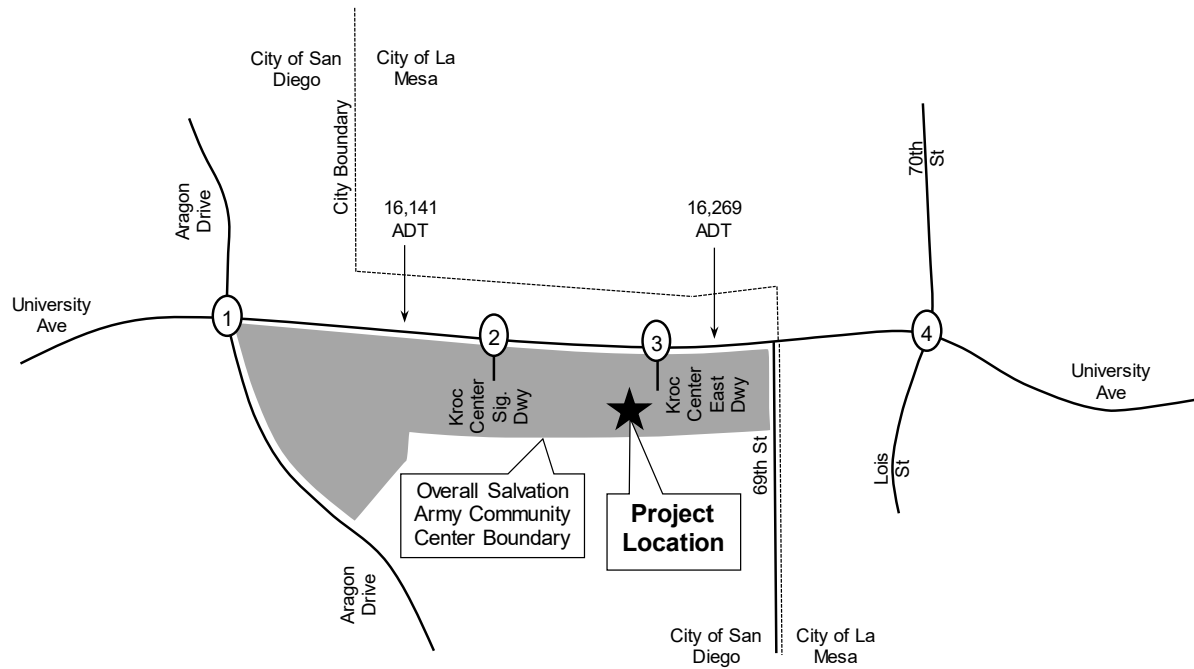 City of San
Diego
City of La
Mesa
City Boundary
70th
St
Aragon
Drive
16,141
ADT
16,269
ADT
University
Ave
1
2
3
4
Kroc
Center
Sig.
Dwy
Kroc
Center
East
Dwy
University
Ave
69th St
Lois
St
Overall Salvation
Army Community
Center Boundary
Project
Location
Aragon
Drive
City of San
Diego
City of La
Mesa